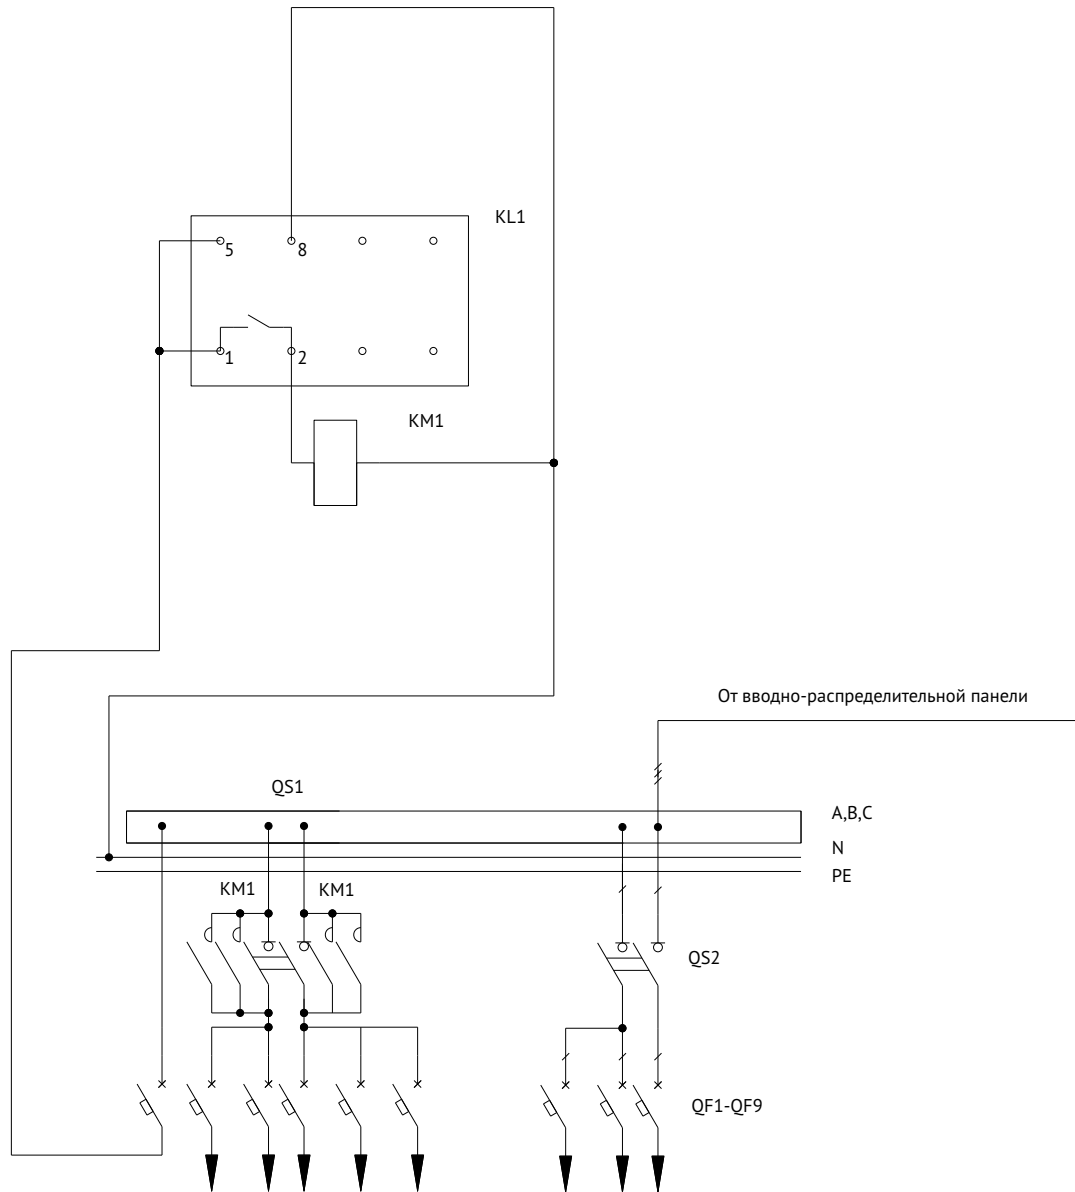 KL1
5
8
1
2
KM1
От вводно-распределительной панели
QS1
A,B,C
N
PE
KM1
KM1
QS2
QF1-QF9